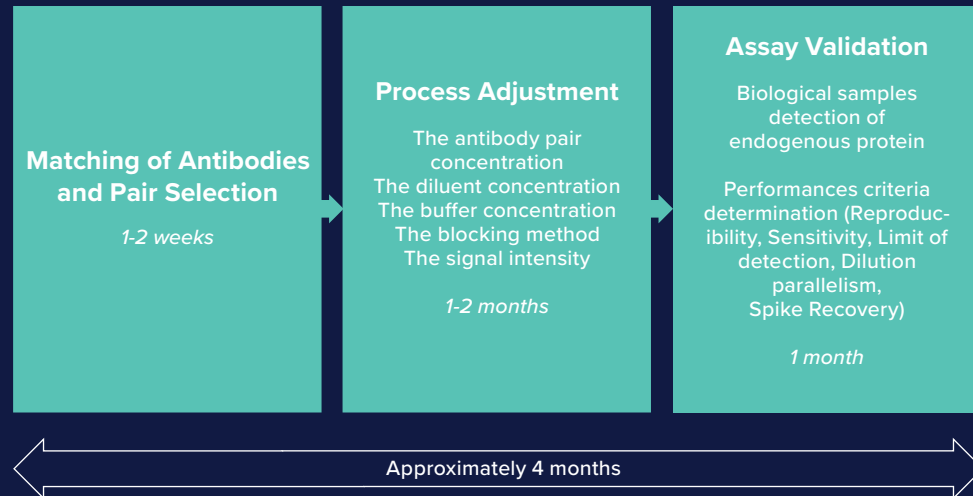 Matching of Antibodies
and Pair Selection
1-2 weeks
Process Adjustment
The antibody pair
concentration
The diluent concentration
The buffer concentration
The blocking method
The signal intensity
1-2 months
Assay Validation
Biological samples
detection of
endogenous protein
Performances criteria
determination (Reproduc-
ibility, Sensitivity, Limit of
detection, Dilution
parallelism,
Spike Recovery)
1 month
Approximately 4 months